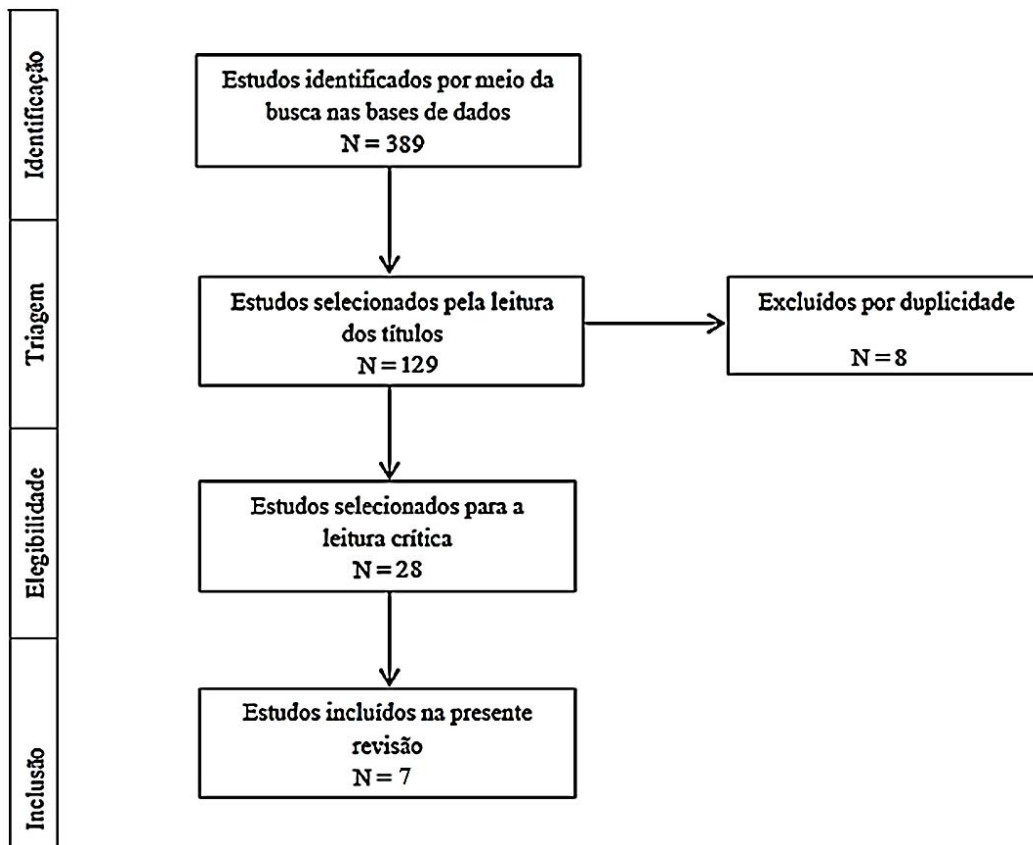 Identificação
Estudos identificados por meio da
busca nas bases de dados
N = 389
Triagem
Estudos selecionados pela leitura
dos títulos
N = 129
Excluídos por duplicidade
N = 8
Elegibilidade
Estudos selecionados para a
leitura crítica
N = 28
Inclusão
Estudos incluídos na presente
revisão
N = 7